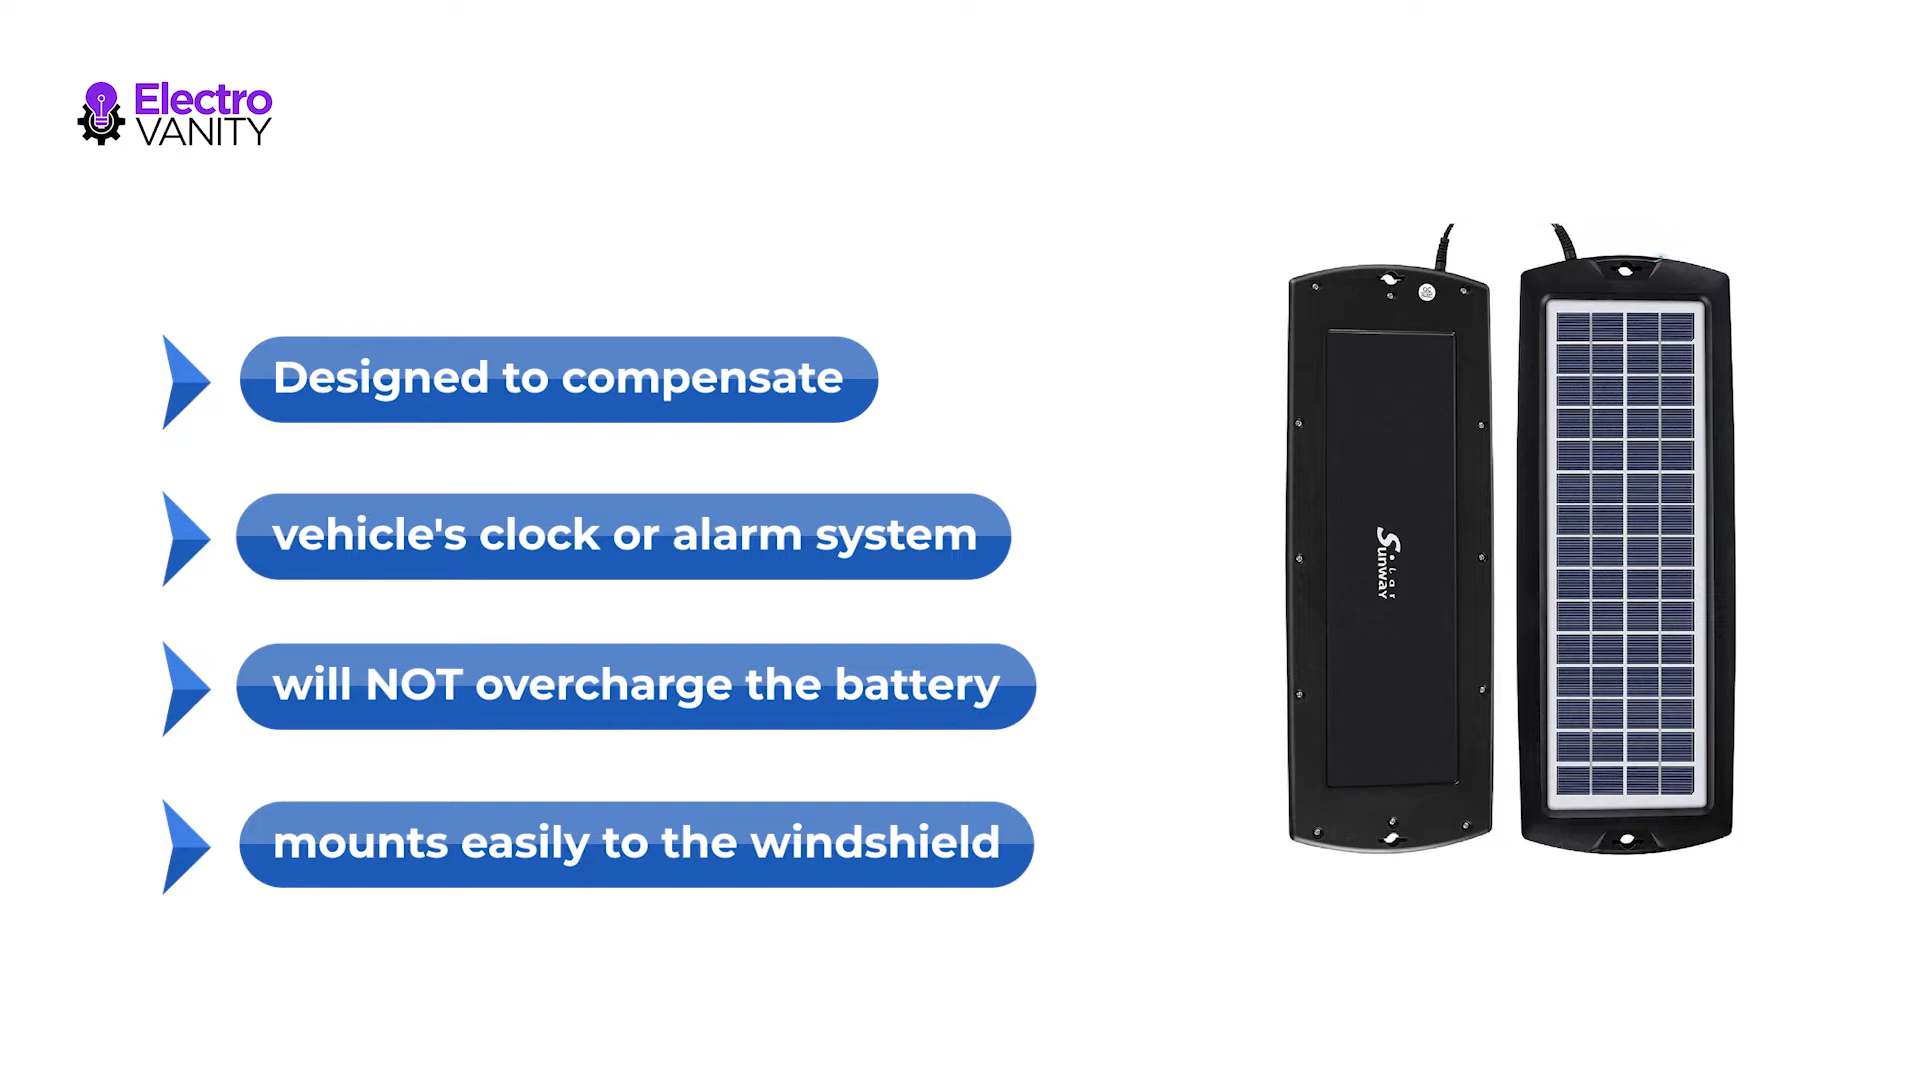 Electro
VANITY
Designed to compensate
vehicle's clock or alarm system
will NOT overcharge the battery
mounts easily to the windshield
Solar
Sunway